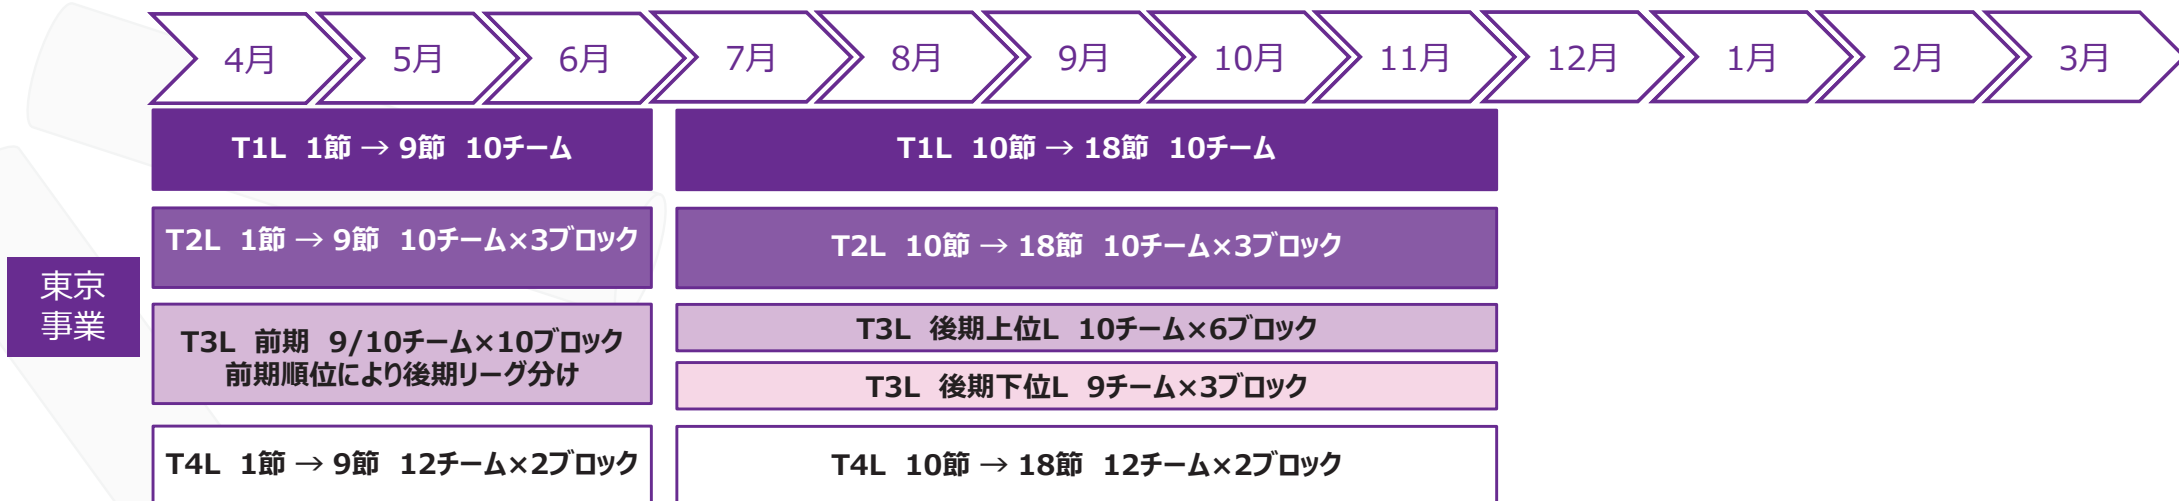 4月 5月 6月 7月 8月 9月 10月 11月 12月 1月 2月 3月
東京
事業
T1L 1節 → 9節 10チーム
T1L 10節 → 18節 10チーム
T2L 1節 → 9節 10チーム×3ブロック
T2L 10節 → 18節 10チーム×3ブロック
T3L 前期 9/10チーム×10ブロック
前期順位により後期リーグ分け
T3L 後期上位L 10チーム×6ブロック
T3L 後期下位L 9チーム×3ブロック
T4L 1節 → 9節 12チーム×2ブロック
T4L 10節 → 18節 12チーム×2ブロック